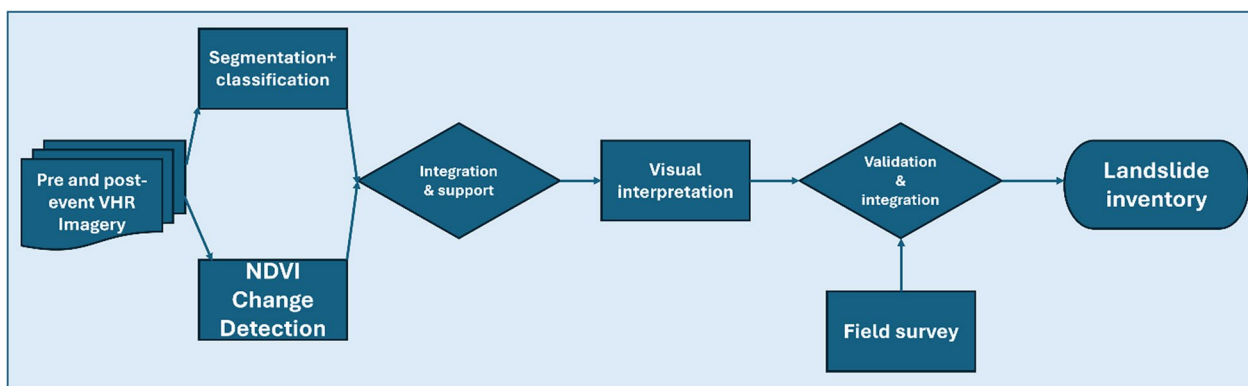 Segmentation+
classification
Pre and post-
event VHR
Imagery
NDVI
Change
Detection
Integration
& support
Visual
interpretation
Validation
&
integration
Field survey
Landslide
inventory